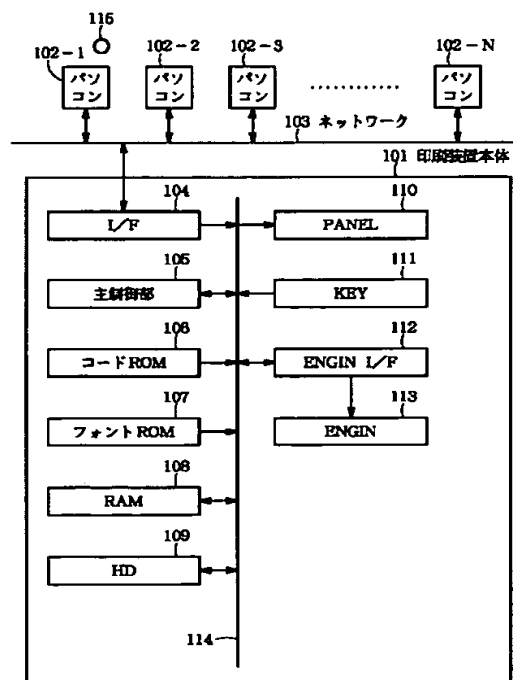 115
102-1
102-2
102-3
102-N
パソコン
パソコン
パソコン
パソコン
103 ネットワーク
101 印刷装置本体
104
I/F
110
PANEL
105
主制御部
111
KEY
106
コードROM
112
ENGIN I/F
107
フォントROM
113
ENGIN
108
RAM
109
HD
114